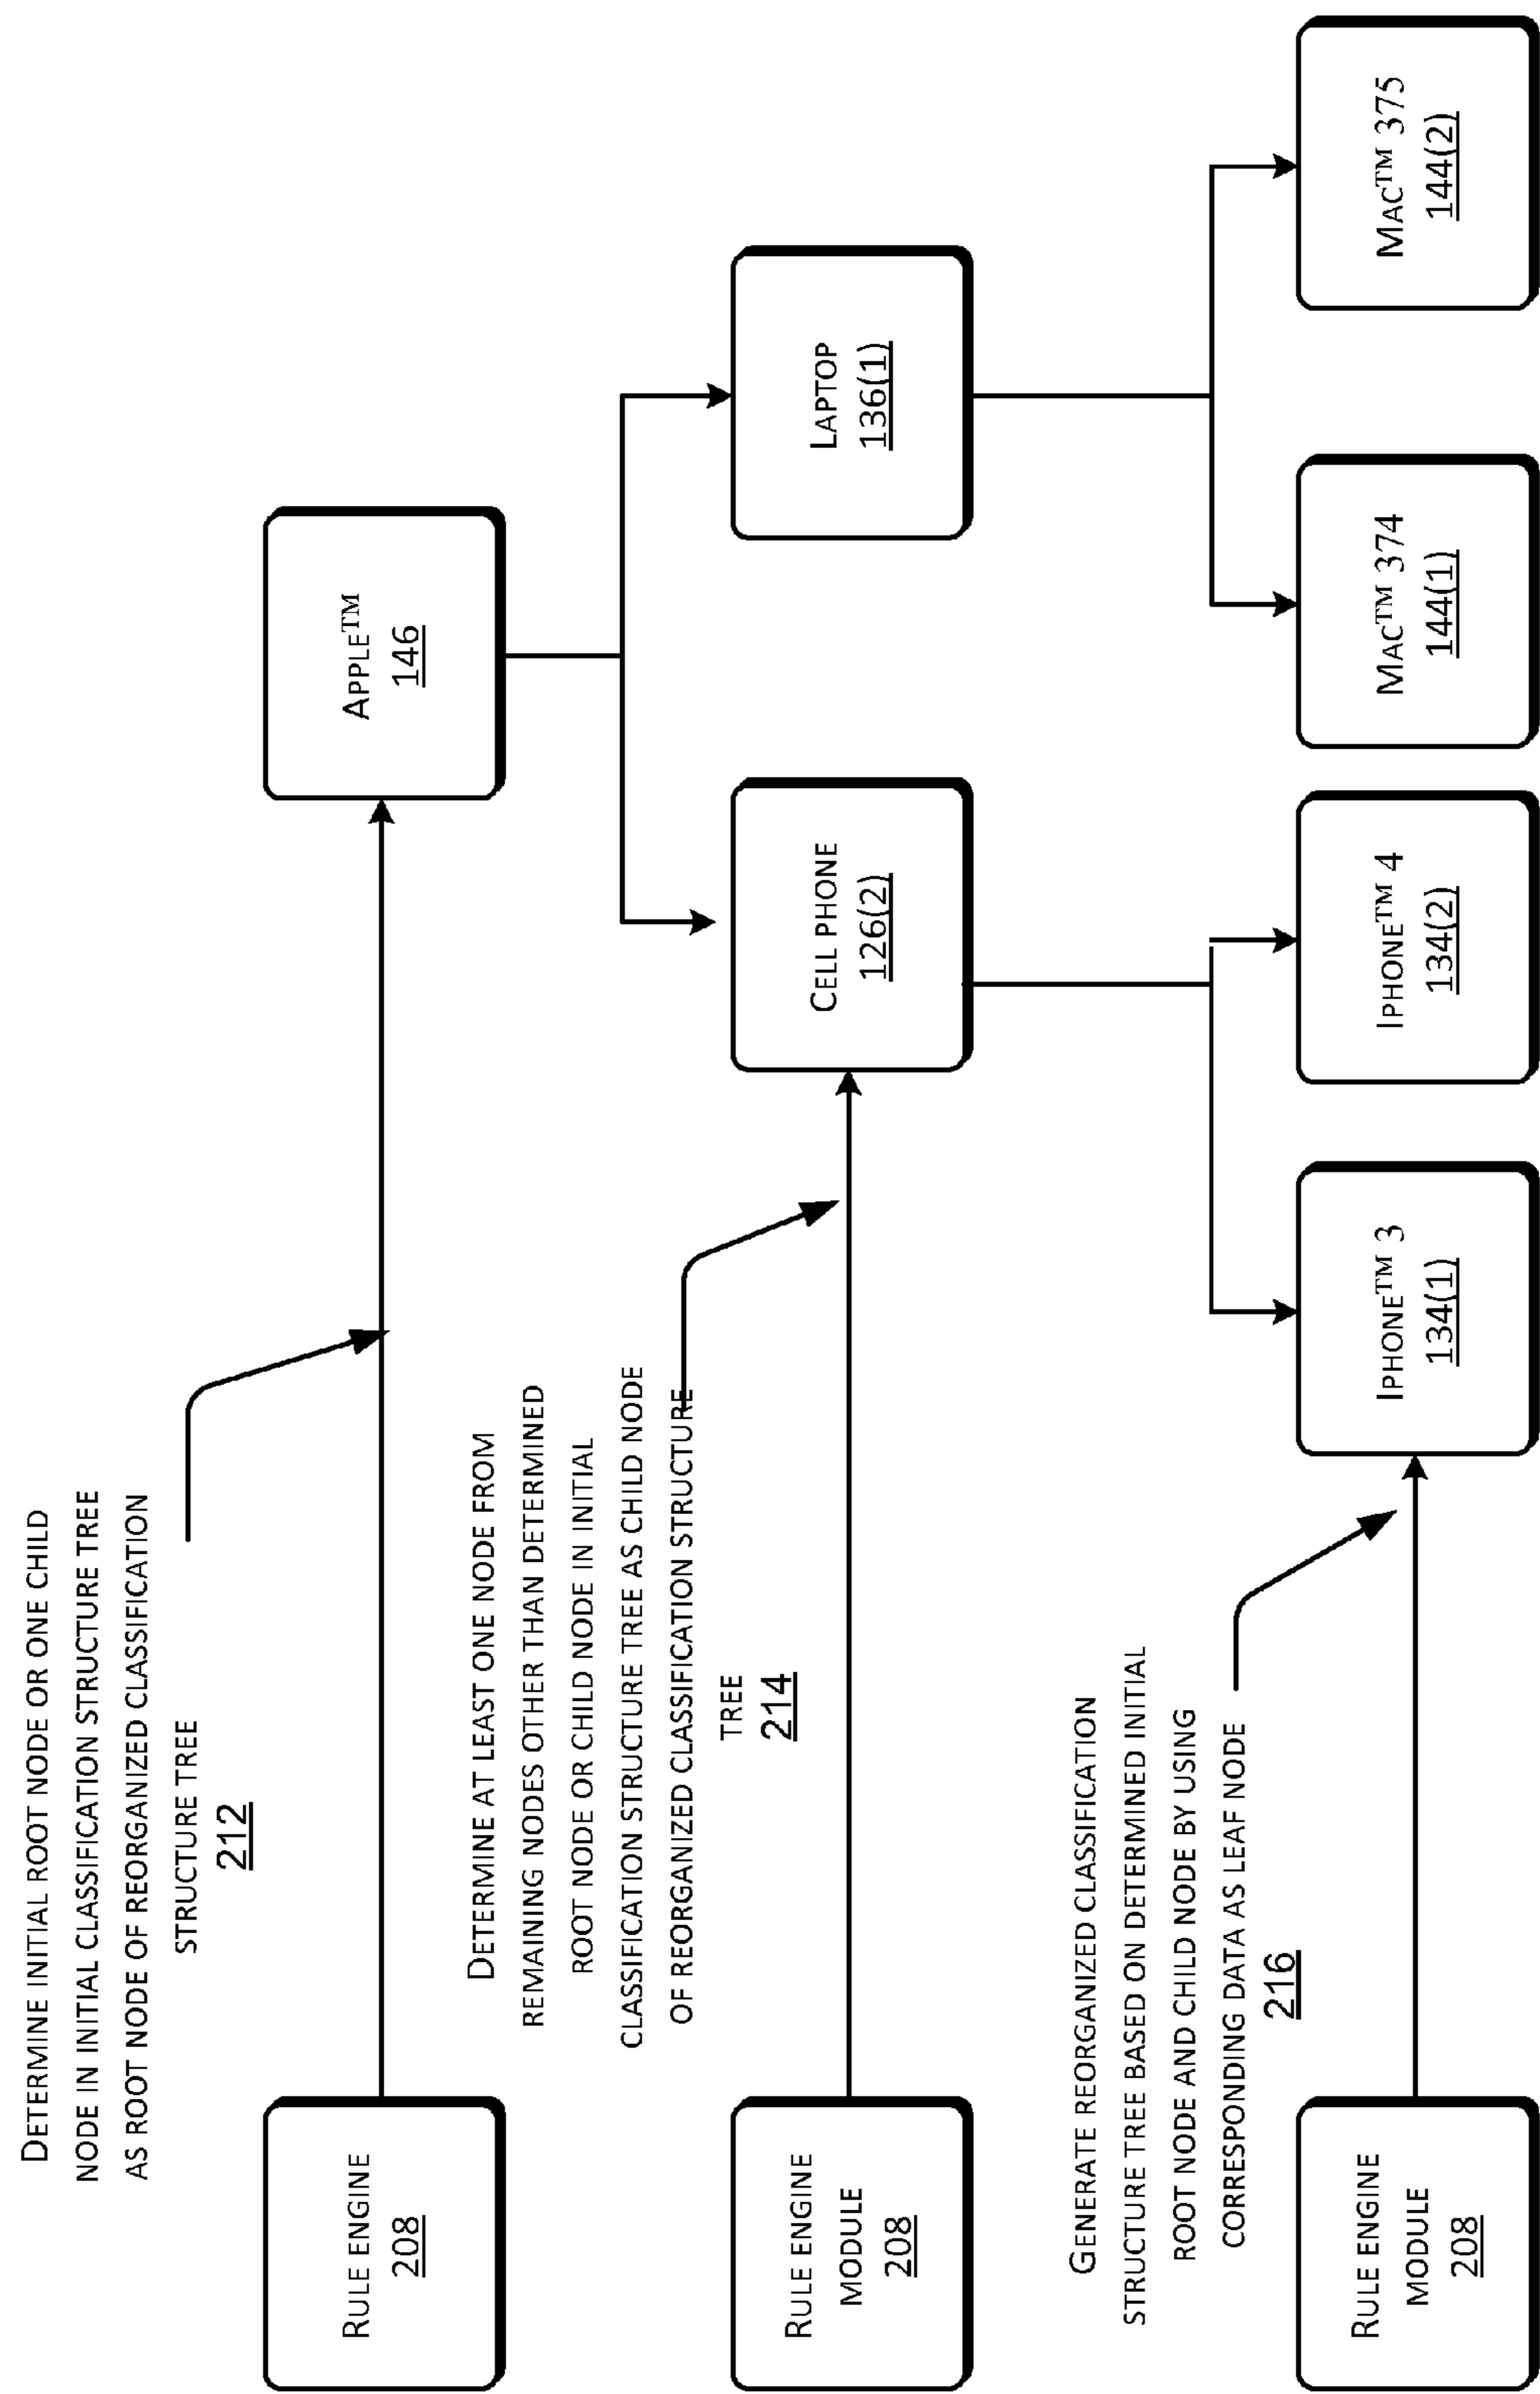 DETERMINE INITIAL ROOT NODE OR ONE CHILD
NODE IN INITIAL CLASSIFICATION STRUCTURE TREE
AS ROOT NODE OF REORGANIZED CLASSIFICATION
STRUCTURE TREE
212
RULE ENGINE
208
APPLE™
146
DETERMINE AT LEAST ONE NODE FROM
REMAINING NODES OTHER THAN DETERMINED
ROOT NODE OR CHILD NODE IN INITIAL
CLASSIFICATION STRUCTURE TREE AS CHILD NODE
OF REORGANIZED CLASSIFICATION STRUCTURE
TREE
214
RULE ENGINE
MODULE
208
CELL PHONE
126(2)
LAPTOP
136(1)
GENERATE REORGANIZED CLASSIFICATION
STRUCTURE TREE BASED ON DETERMINED INITIAL
ROOT NODE AND CHILD NODE BY USING
CORRESPONDING DATA AS LEAF NODE
216
RULE ENGINE
MODULE
208
IPHONE™ 3
134(1)
IPHONE™ 4
134(2)
MAC™ 374
144(1)
MAC™ 375
144(2)